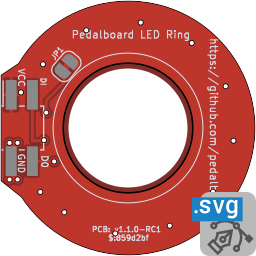 Pedalboard LED Ring
JP1
VCC
DI
https://github.com/pedalb
GND
DO
PCB: v1.1.0-RC1
$:859d2bf
.svg